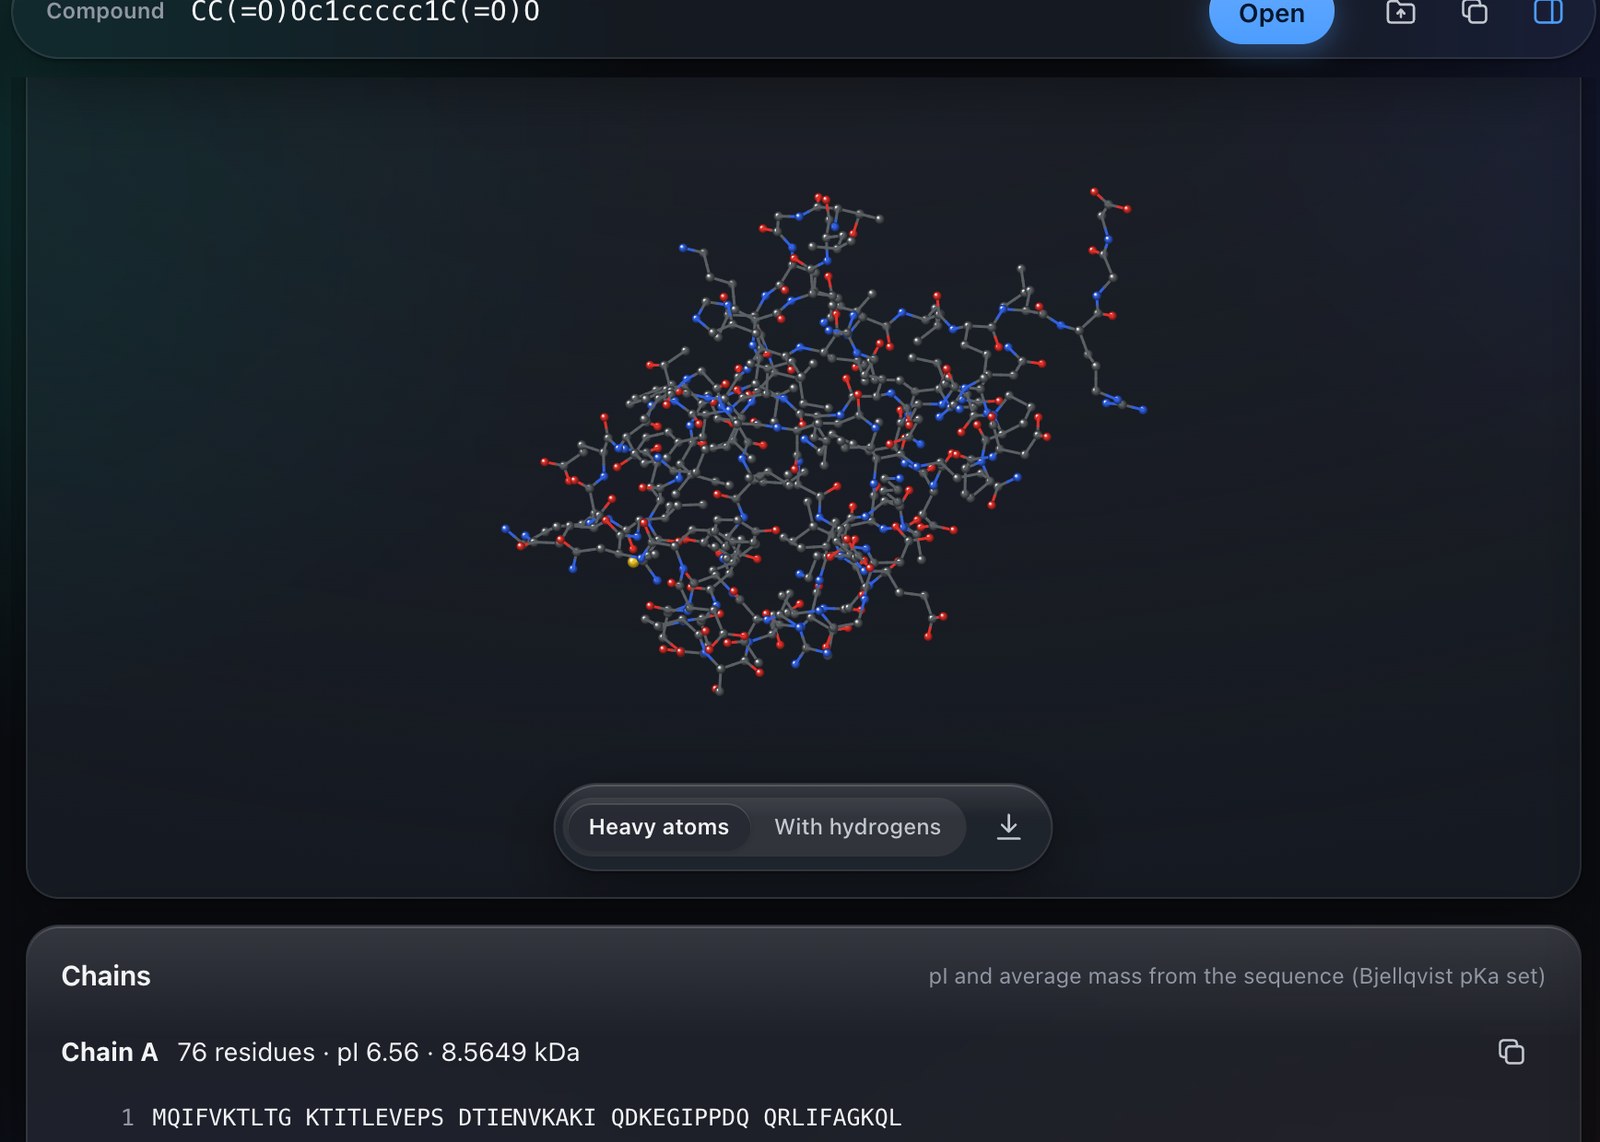 Compound CC(=O)Oc1ccccc1C(=O)O Open
Heavy atoms With hydrogens
Chains pI and average mass from the sequence (Bjellqvist pKa set)
Chain A 76 residues · pI 6.56 · 8.5649 kDa
1 MQIFVKTLTG KTITLEVEPS DTIENVKAKI QDKEGIPPDQ QRLIFAGKQL